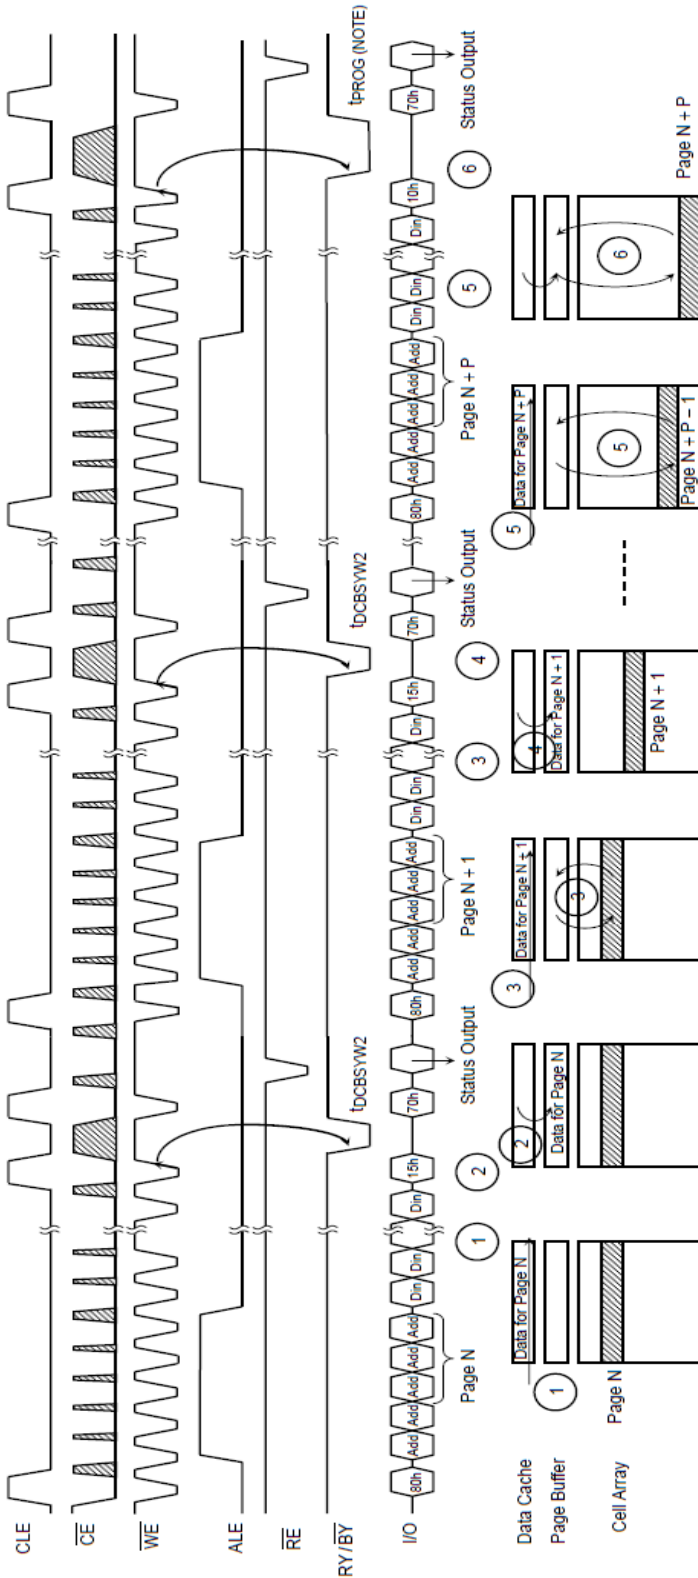 CLE
CE
WE
ALE
RE
RY / BY
tDCBSYW2 tDCBSYW2 tPROG (NOTE)
I/O 80h Add Add Add Add Add Din Din Din 15h 70h 80h Add Add Add Add Add Din Din Din 15h 70h 80h Add Add Add Add Add Din Din Din 10h 70h
Page N Status Output Page N + 1 Status Output Page N + P Status Output
1 2 3 4 5 6
Data Cache Data for Page N 2 3 Data for Page N + 1 4 5 Data for Page N + P
Page Buffer 1 Data for Page N Data for Page N + 1
Cell Array 3 5 6
Page N Page N + 1 Page N + P − 1 Page N + P